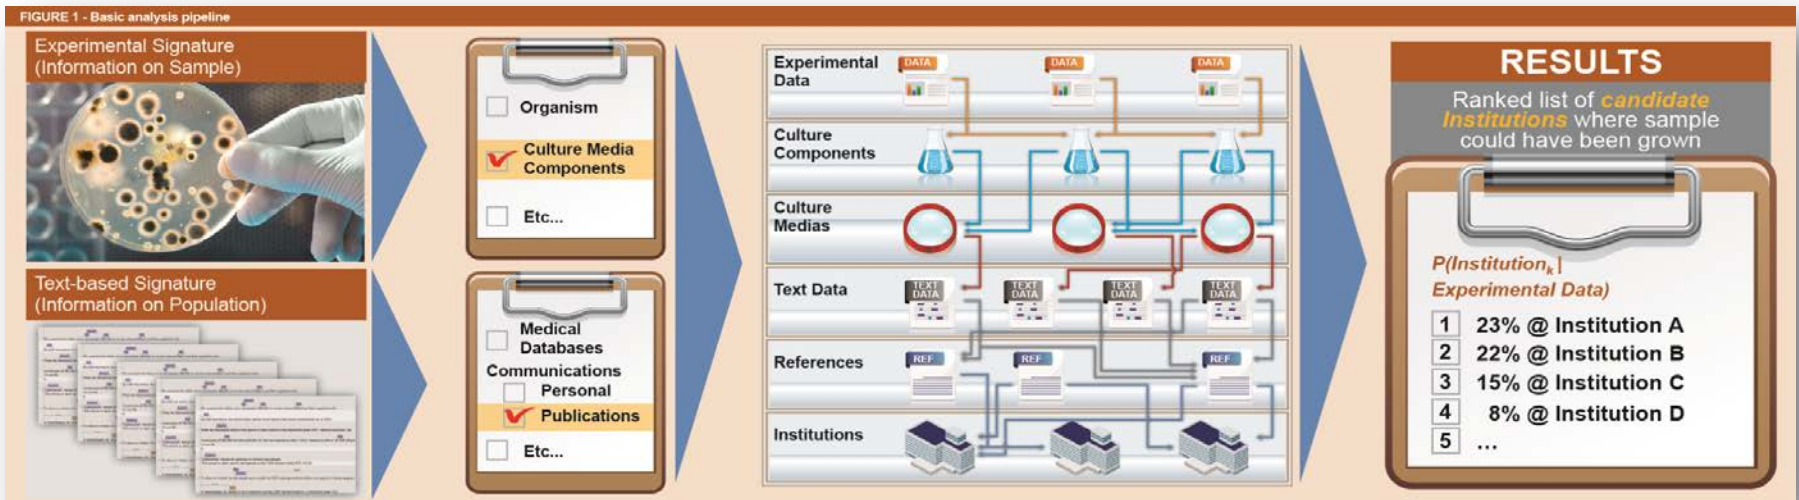 FIGURE 1 - Basic analysis pipeline
Experimental Signature
(Information on Sample)
Text-based Signature
(Information on Population)
Organism
Culture Media
Components
Etc...
Medical
Databases
Communications
Personal
Publications
Etc...
Experimental
Data
DATA
DATA
DATA
Culture
Components
Culture
Medias
Text Data
TEXT
DATA
TEXT
DATA
TEXT
DATA
TEXT
DATA
References
REF
REF
REF
Institutions
RESULTS
Ranked list of candidate
Institutions where sample
could have been grown
P(Institutionk|
Experimental Data)
1 23% @ Institution A
2 22% @ Institution B
3 15% @ Institution C
4 8% @ Institution D
5 ...